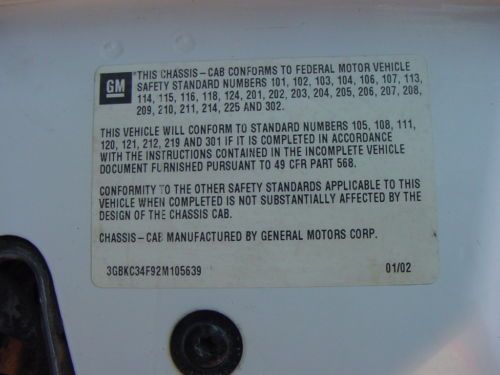 GM
"THIS CHASSIS-CAB CONFORMS TO FEDERAL MOTOR VEHICLE
SAFETY STANDARD NUMBERS 101, 102, 103, 104, 106, 107, 113,
114, 115, 116, 118, 124, 201, 202, 203, 204, 205, 206, 207, 208,
209, 210, 211, 214, 225 AND 302.
THIS VEHICLE WILL CONFORM TO STANDARD NUMBERS 105, 108, 111,
120, 121, 212, 219 AND 301 IF IT IS COMPLETED IN ACCORDANCE
WITH THE INSTRUCTIONS CONTAINED IN THE INCOMPLETE VEHICLE
DOCUMENT FURNISHED PURSUANT TO 49 CFR PART 568.
CONFORMITY TO THE OTHER SAFETY STANDARDS APPLICABLE TO THIS
VEHICLE WHEN COMPLETED IS NOT SUBSTANTIALLY AFFECTED BY THE
DESIGN OF THE CHASSIS CAB.
CHASSIS-CAB MANUFACTURED BY GENERAL MOTORS CORP.
3GBKC34F92M105639 01/02